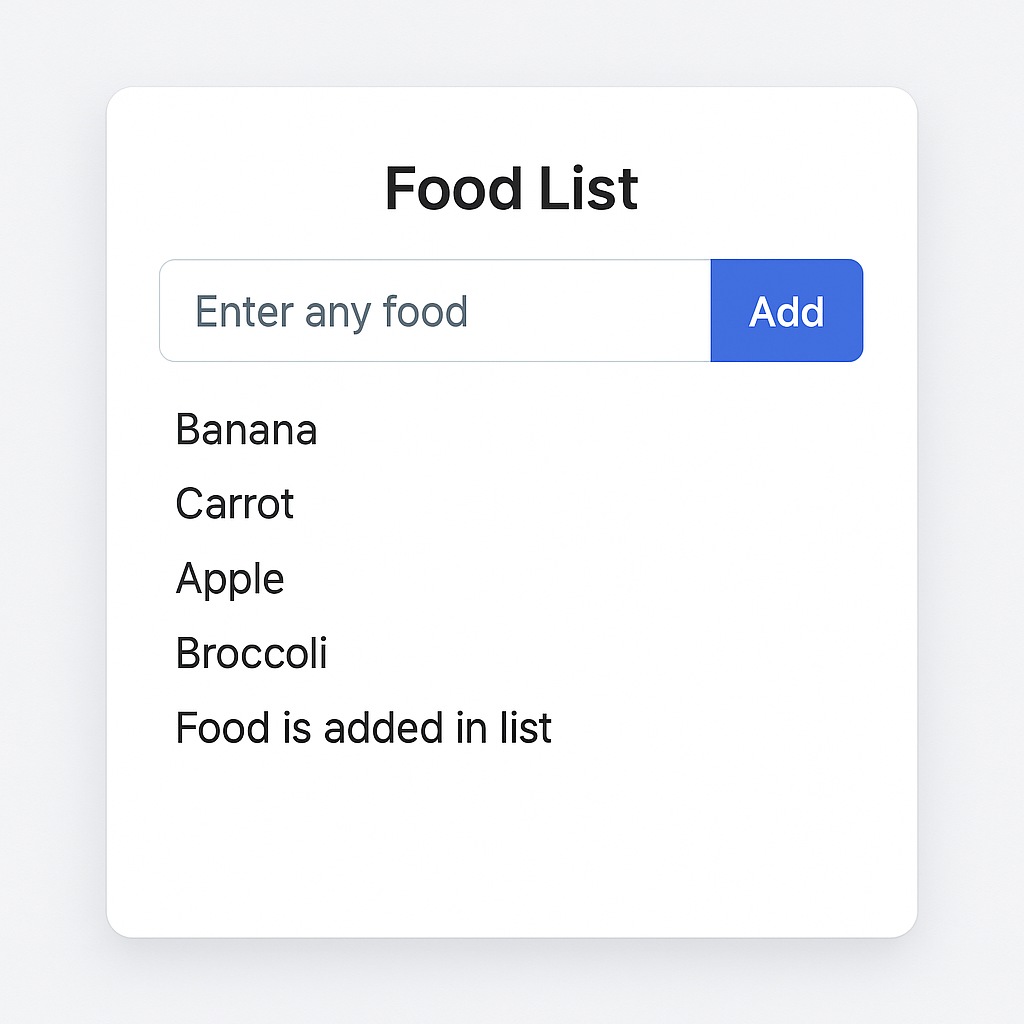 Food List
Enter any food
Add
Banana
Carrot
Apple
Broccoli
Food is added in list